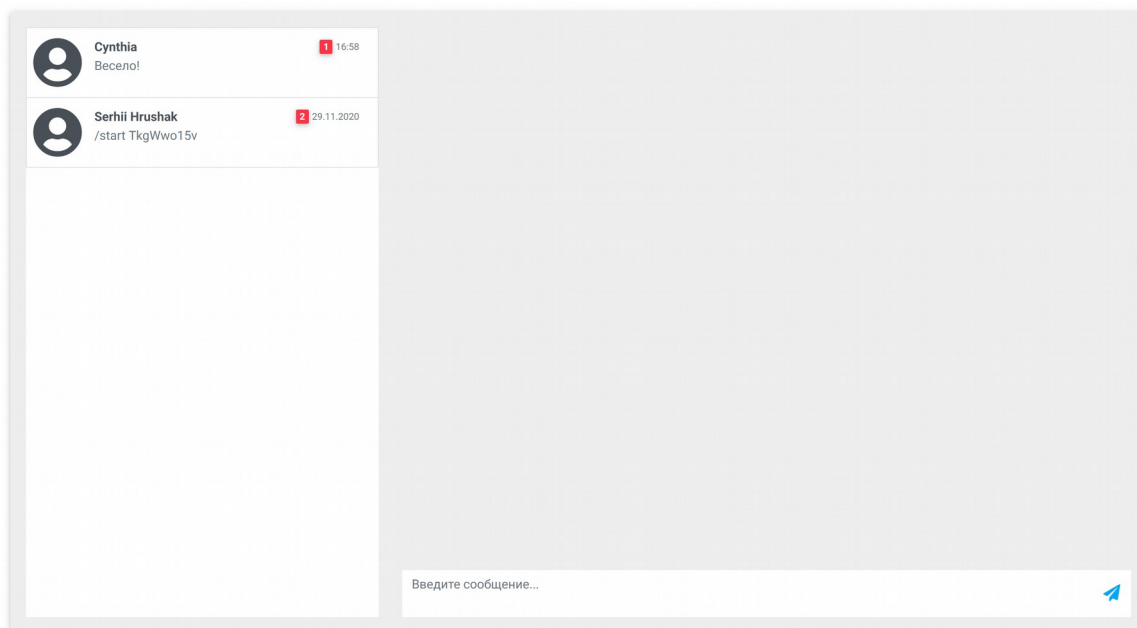 Cynthia 1 16:58
Весело!
Serhii Hrushak 2 29.11.2020
/start TkgWwo15v
Введите сообщение...